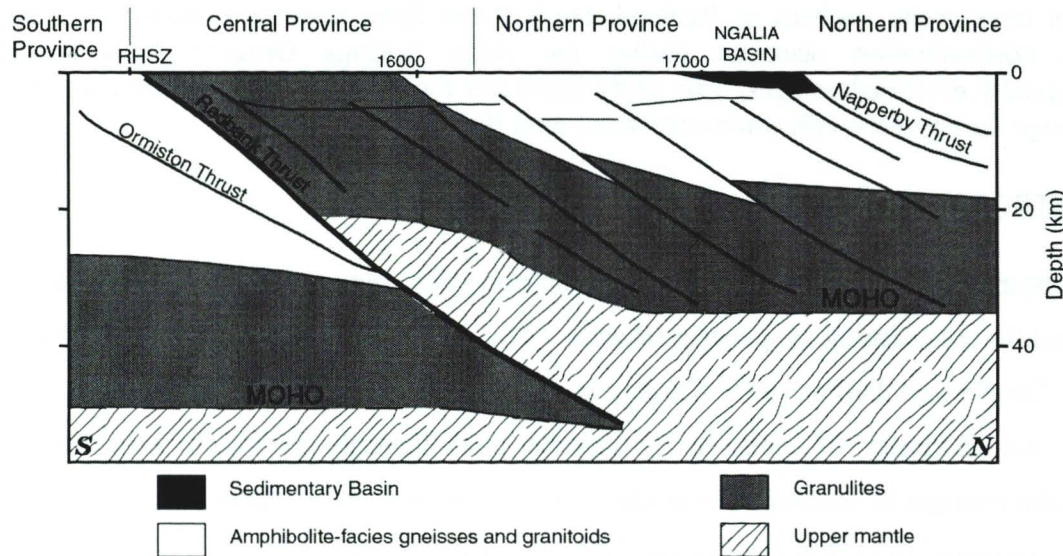 Southern Province
Central Province
Northern Province
NGALIA BASIN
Northern Province
RHSZ
16000
17000
0
20
40
Depth (km)
Redbank Thrust
Ormiston Thrust
Napperby Thrust
MOHO
MOHO
S
N
Sedimentary Basin
Granulites
Amphibolite-facies gneisses and granitoids
Upper mantle